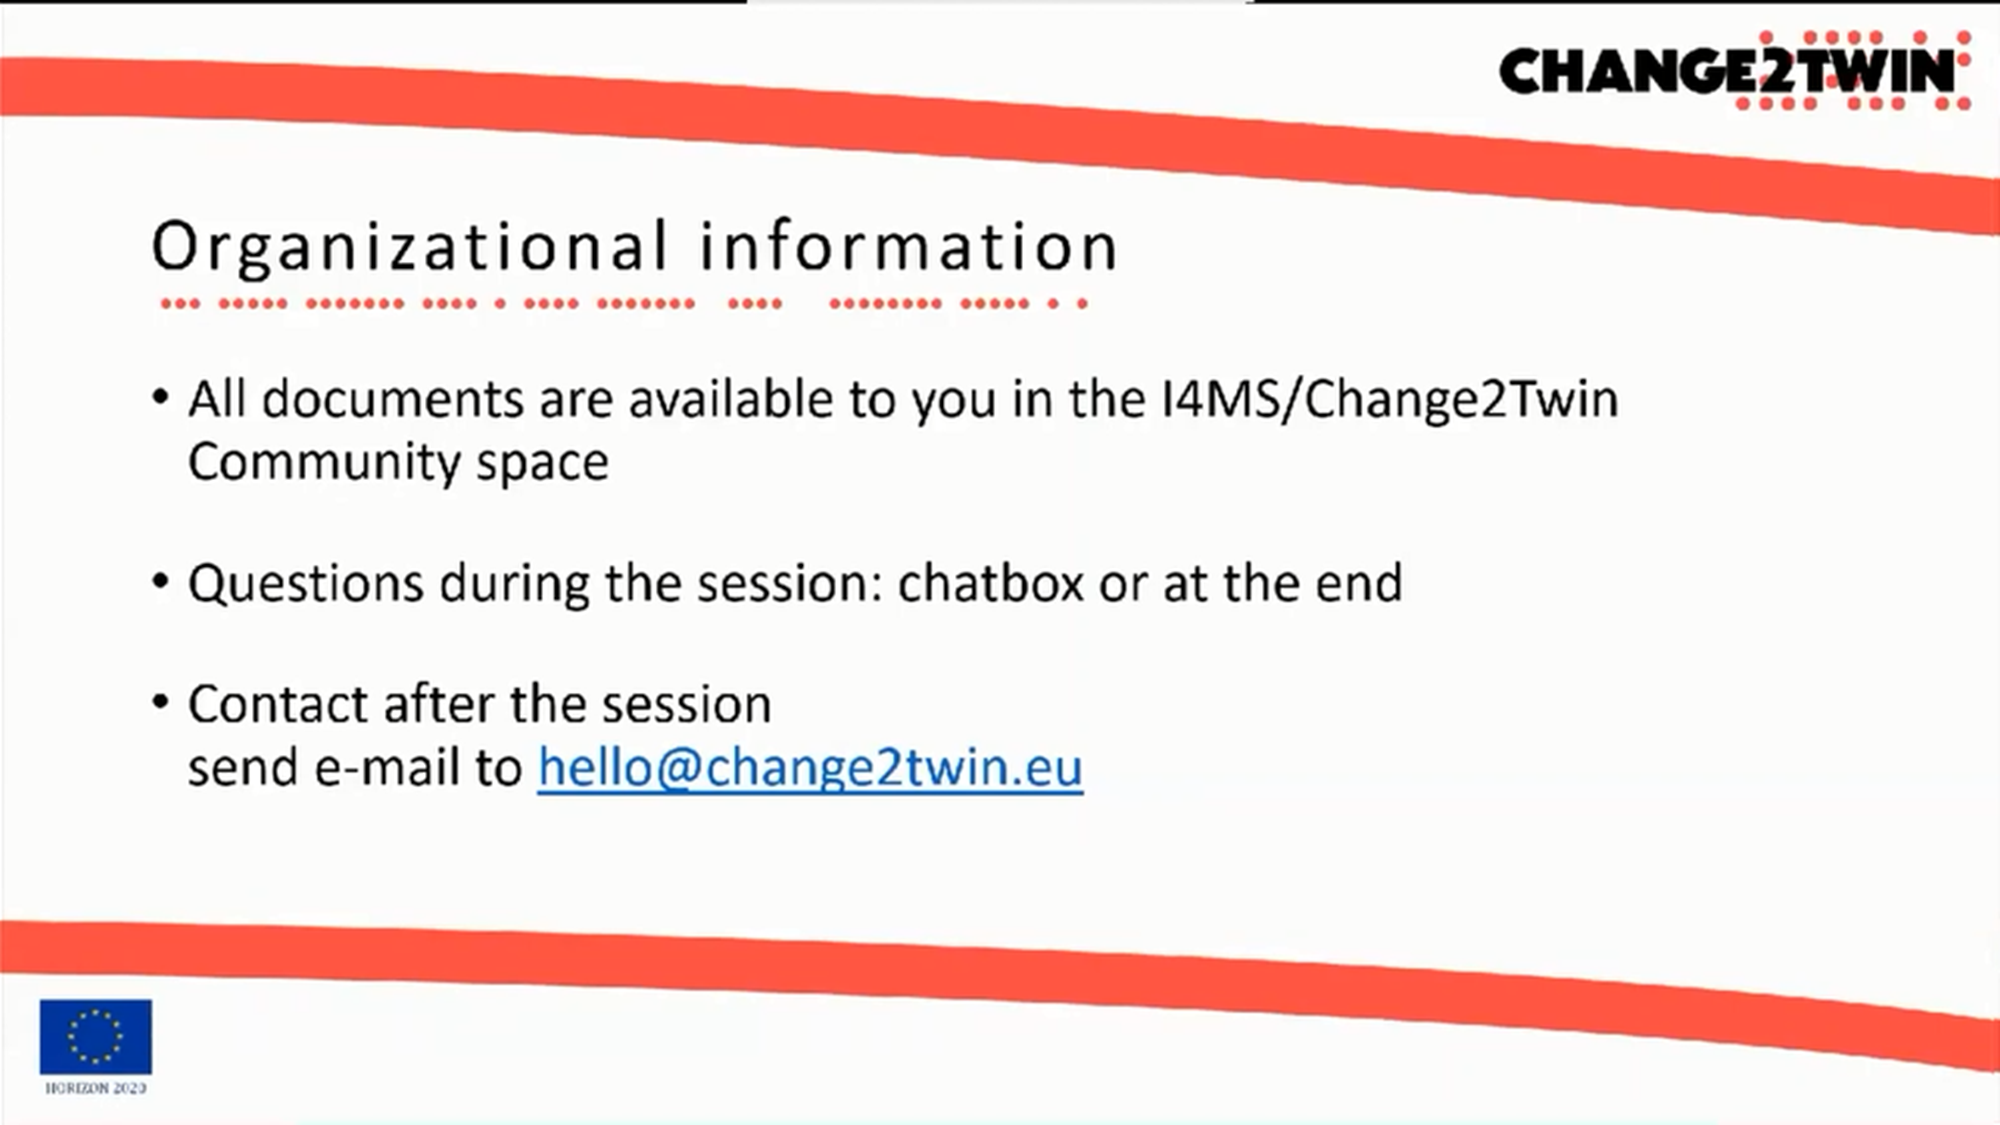 CHANGE2TWIN
Organizational information
• All documents are available to you in the I4MS/Change2Twin
Community space
• Questions during the session: chatbox or at the end
• Contact after the session
send e-mail to hello@change2twin.eu
HORIZON 2020